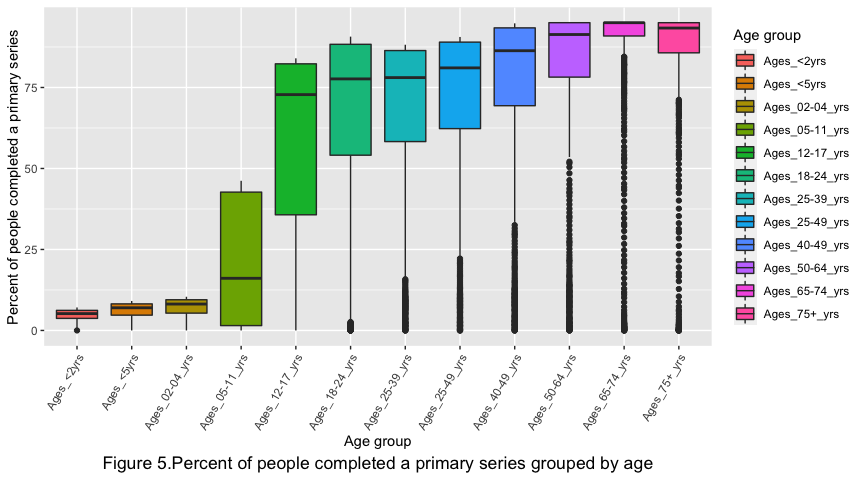 Percent of people completed a primary series
75
50
25
0
Ages_<2yrs
Ages_<5yrs
Ages_02-04_yrs
Ages_05-11_yrs
Ages_12-17_yrs
Ages_18-24_yrs
Ages_25-39_yrs
Ages_25-49_yrs
Ages_40-49_yrs
Ages_50-64_yrs
Ages_65-74_yrs
Ages_75+_yrs
Age group
Age group
Ages_<2yrs
Ages_<5yrs
Ages_02-04_yrs
Ages_05-11_yrs
Ages_12-17_yrs
Ages_18-24_yrs
Ages_25-39_yrs
Ages_25-49_yrs
Ages_40-49_yrs
Ages_50-64_yrs
Ages_65-74_yrs
Ages_75+_yrs
Figure 5.Percent of people completed a primary series grouped by age